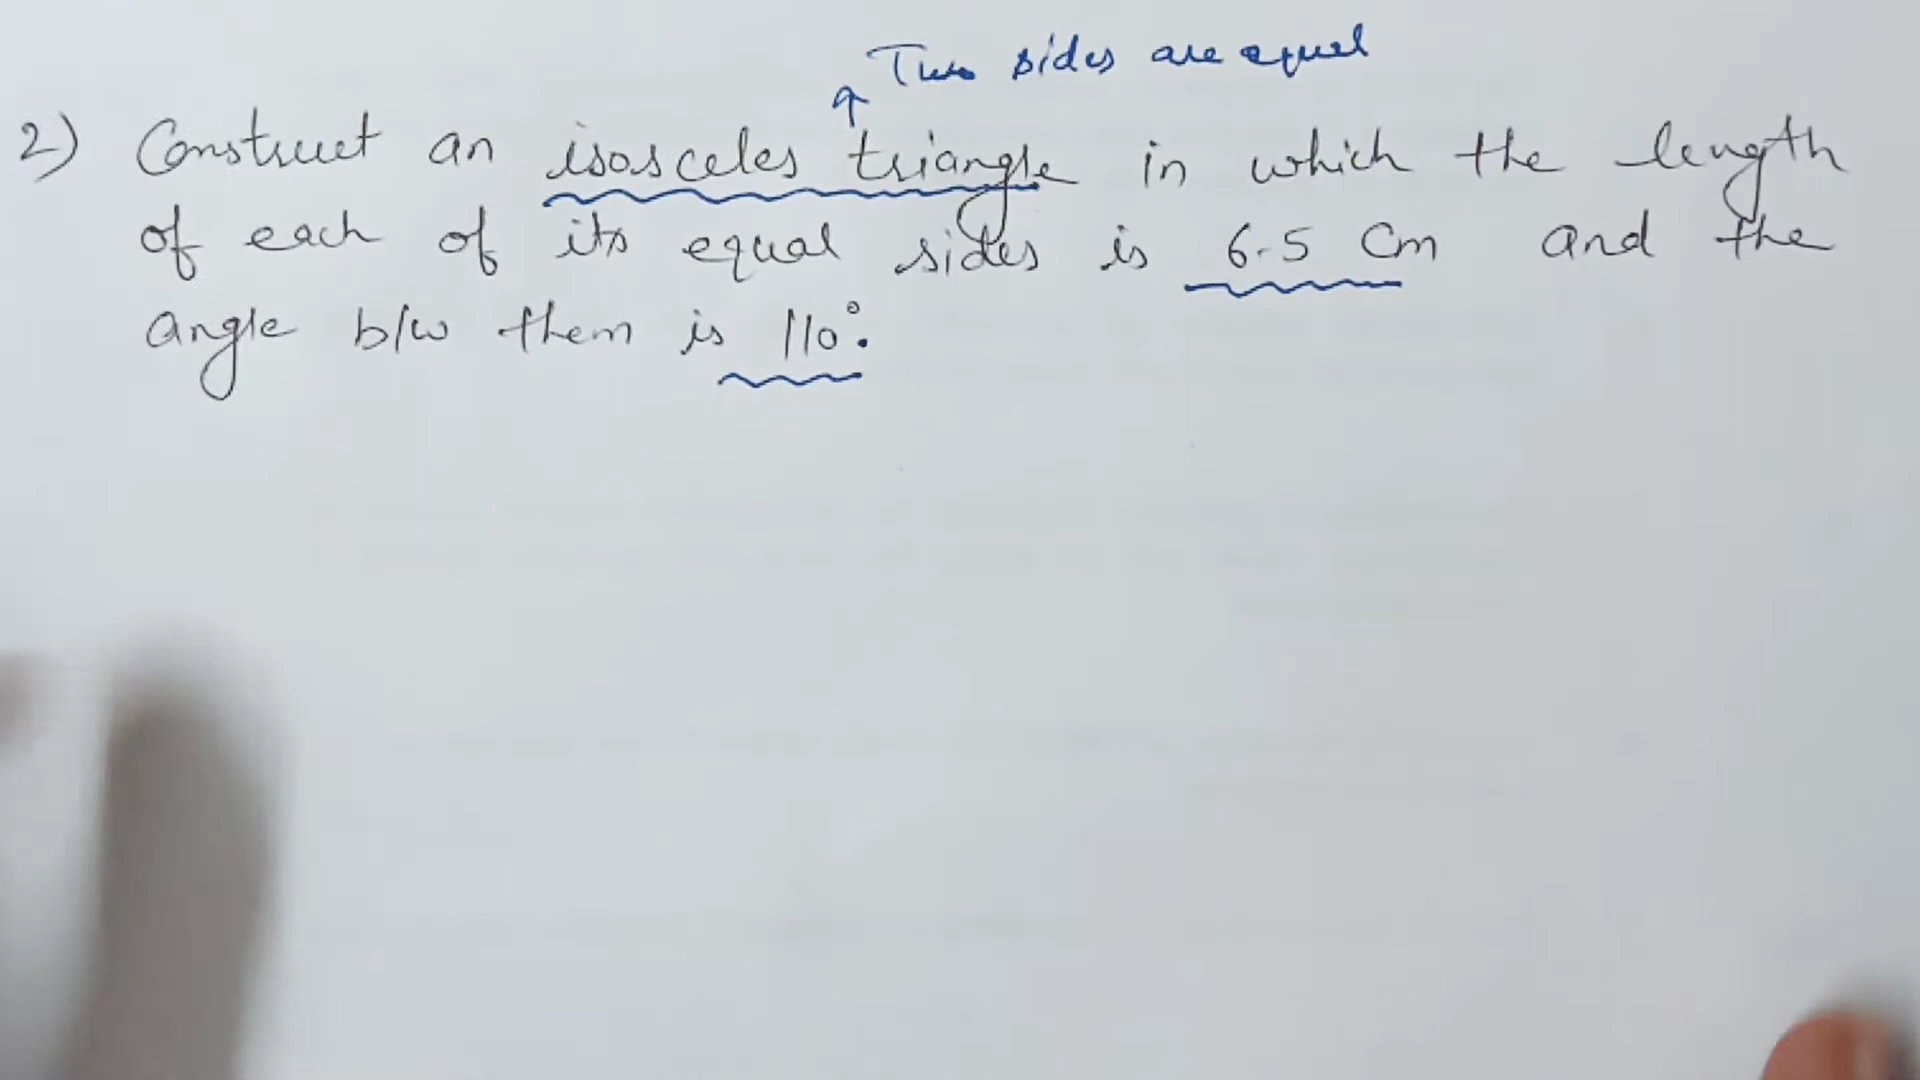 Two sides are equal
2) Construct an isosceles triangle in which the length
of each of its equal sides is 6.5 cm and the
angle b/w them is 110°.